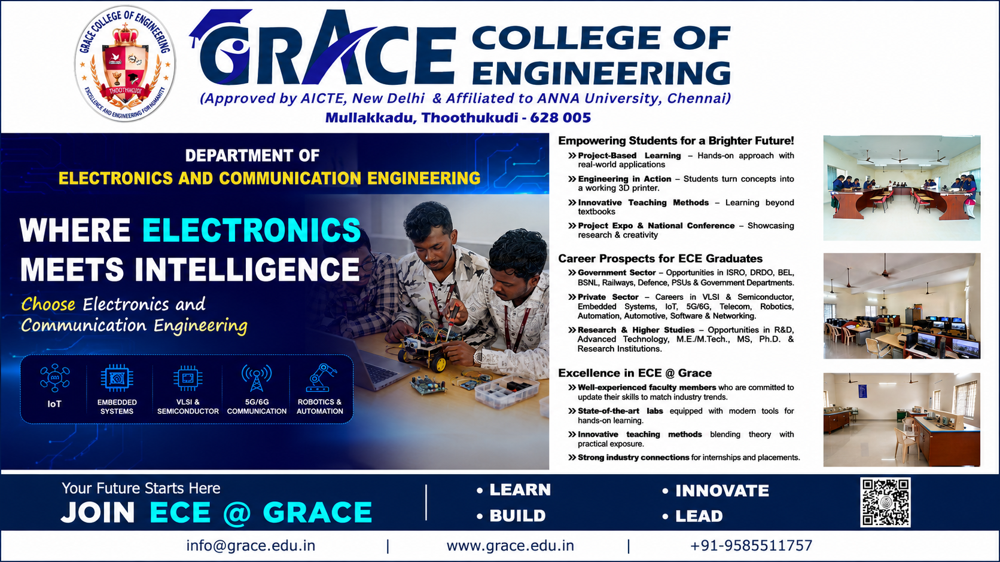 GRACE COLLEGE OF ENGINEERING
THOOTHUKUDI
EXCELLENCE AND ENGINEERING FOR HUMANITY
GRACE COLLEGE OF
ENGINEERING
(Approved by AICTE, New Delhi & Affiliated to ANNA University, Chennai)
Mullakkadu, Thoothukudi - 628 005
DEPARTMENT OF
ELECTRONICS AND COMMUNICATION ENGINEERING
WHERE ELECTRONICS
MEETS INTELLIGENCE
Choose Electronics and
Communication Engineering
IoT
EMBEDDED
SYSTEMS
VLSI &
SEMICONDUCTOR
5G/6G
COMMUNICATION
ROBOTICS &
AUTOMATION
Empowering Students for a Brighter Future!
Project-Based Learning – Hands-on approach with
real-world applications
Engineering in Action – Students turn concepts into
a working 3D printer.
Innovative Teaching Methods – Learning beyond
textbooks
Project Expo & National Conference – Showcasing
research & creativity
Career Prospects for ECE Graduates
Government Sector – Opportunities in ISRO, DRDO, BEL,
BSNL, Railways, Defence, PSUs & Government Departments.
Private Sector – Careers in VLSI & Semiconductor,
Embedded Systems, IoT, 5G/6G, Telecom, Robotics,
Automation, Automotive, Software & Networking.
Research & Higher Studies – Opportunities in R&D,
Advanced Technology, M.E./M.Tech., MS, Ph.D. &
Research Institutions.
Excellence in ECE @ Grace
Well-experienced faculty members who are committed to
update their skills to match industry trends.
State-of-the-art labs equipped with modern tools for
hands-on learning.
Innovative teaching methods blending theory with
practical exposure.
Strong industry connections for internships and placements.
Your Future Starts Here
JOIN ECE @ GRACE
• LEARN
• BUILD
• INNOVATE
• LEAD
info@grace.edu.in | www.grace.edu.in | +91-9585511757